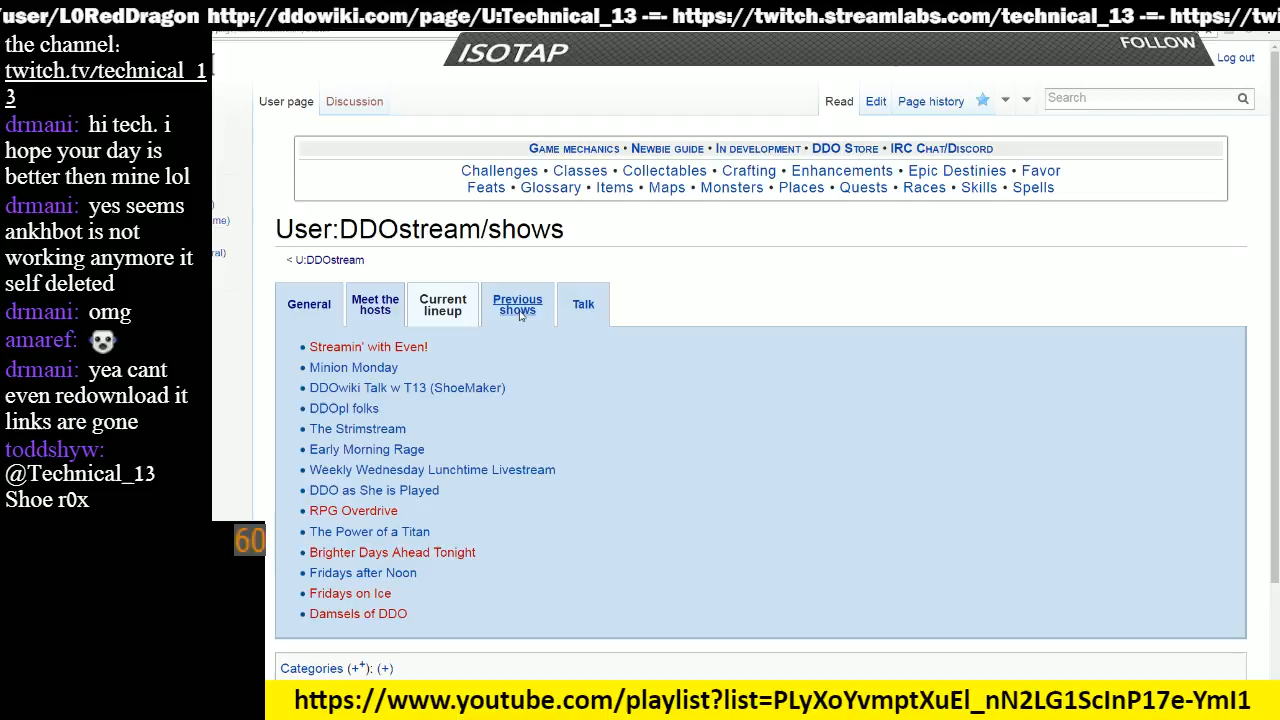 /user/L0RedDragon http://ddowiki.com/page/U:Technical_13 -=- https://twitch.streamlabs.com/technical_13 -=- https://twi
the channel:
twitch.tv/technical_1
3
drmani: hi tech. i
hope your day is
better then mine lol
drmani: yes seems
ankhbot is not
working anymore it
self deleted
drmani: omg
amaref:
drmani: yea cant
even redownload it
links are gone
toddshyw:
@Technical_13
Shoe r0x
60
ISOTAP
FOLLOW
Log out
User page Discussion Read Edit Page history Search
Game mechanics • Newbie guide • In development • DDO Store • IRC Chat/Discord
Challenges • Classes • Collectables • Crafting • Enhancements • Epic Destinies • Favor
Feats • Glossary • Items • Maps • Monsters • Places • Quests • Races • Skills • Spells
me)
al)
User:DDOstream/shows
< U:DDOstream
General
Meet the
hosts
Current
lineup
Previous
shows
Talk
• Streamin' with Even!
• Minion Monday
• DDOwiki Talk w T13 (ShoeMaker)
• DDOpl folks
• The Strimstream
• Early Morning Rage
• Weekly Wednesday Lunchtime Livestream
• DDO as She is Played
• RPG Overdrive
• The Power of a Titan
• Brighter Days Ahead Tonight
• Fridays after Noon
• Fridays on Ice
• Damsels of DDO
Categories (++): (+)
https://www.youtube.com/playlist?list=PLyXoYvmptXuEl_nN2LG1ScInP17e-YmI1